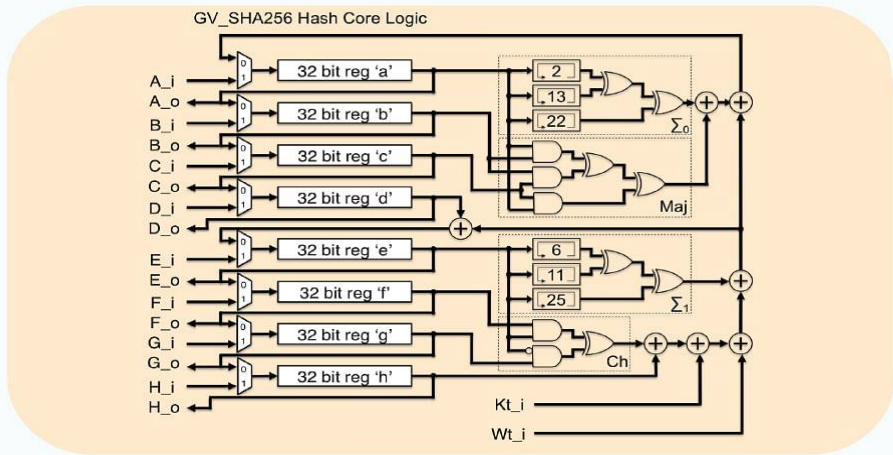 GV_SHA256 Hash Core Logic
0
1
32 bit reg 'a'
A_i
A_o
0
1
32 bit reg 'b'
B_i
B_o
0
1
32 bit reg 'c'
C_i
C_o
0
1
32 bit reg 'd'
D_i
D_o
0
1
32 bit reg 'e'
E_i
E_o
0
1
32 bit reg 'f'
F_i
F_o
0
1
32 bit reg 'g'
G_i
G_o
0
1
32 bit reg 'h'
H_i
H_o
2
13
22
Σ₀
Maj
6
11
25
Σ₁
Ch
Kt_i
Wt_i